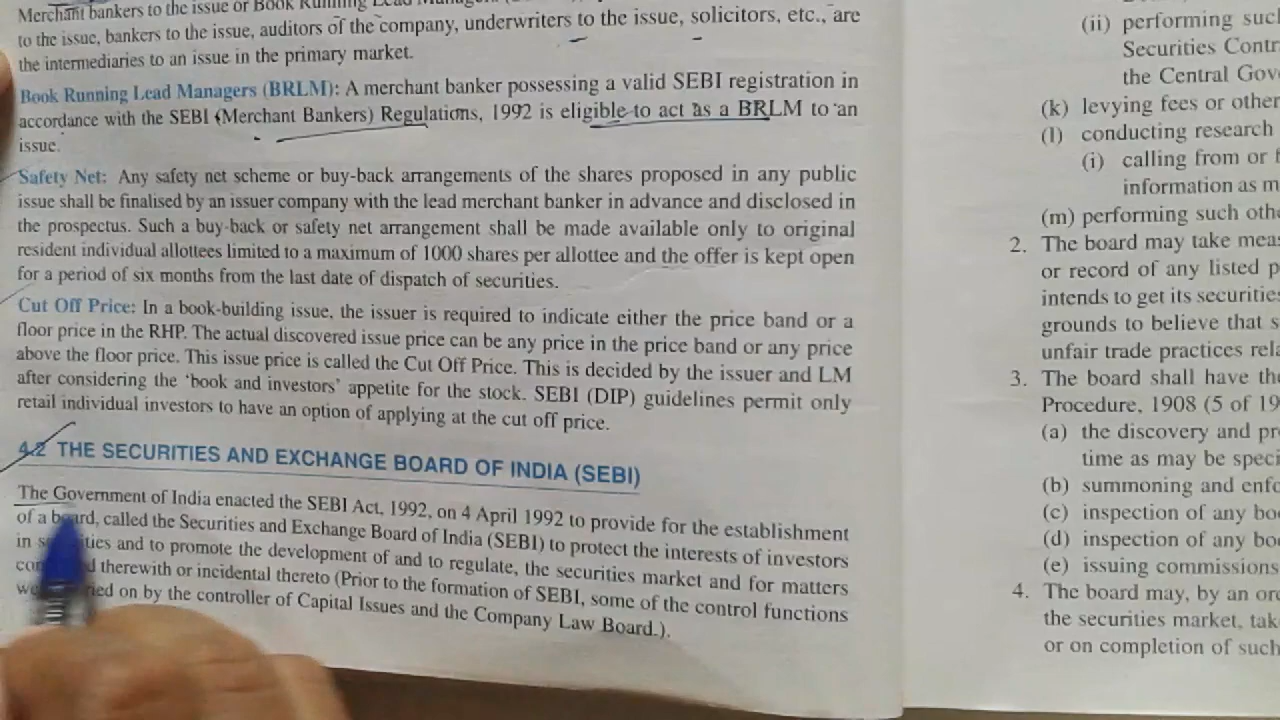 Merchant bankers to the issue or Book Running Lead
to the issue, bankers to the issue, auditors of the company, underwriters to the issue, solicitors, etc., are
the intermediaries to an issue in the primary market.
Book Running Lead Managers (BRLM): A merchant banker possessing a valid SEBI registration in
accordance with the SEBI (Merchant Bankers) Regulations, 1992 is eligible to act as a BRLM to an
issue.
Safety Net: Any safety net scheme or buy-back arrangements of the shares proposed in any public
issue shall be finalised by an issuer company with the lead merchant banker in advance and disclosed in
the prospectus. Such a buy-back or safety net arrangement shall be made available only to original
resident individual allottees limited to a maximum of 1000 shares per allottee and the offer is kept open
for a period of six months from the last date of dispatch of securities.
Cut Off Price: In a book-building issue, the issuer is required to indicate either the price band or a
floor price in the RHP. The actual discovered issue price can be any price in the price band or any price
above the floor price. This issue price is called the Cut Off Price. This is decided by the issuer and LM
after considering the 'book and investors' appetite for the stock. SEBI (DIP) guidelines permit only
retail individual investors to have an option of applying at the cut off price.
4.2 THE SECURITIES AND EXCHANGE BOARD OF INDIA (SEBI)
The Government of India enacted the SEBI Act, 1992, on 4 April 1992 to provide for the establishment
of a board, called the Securities and Exchange Board of India (SEBI) to protect the interests of investors
in and to promote the development of and to regulate, the securities market and for matters
therewith or incidental thereto (Prior to the formation of SEBI, some of the control functions
on by the controller of Capital Issues and the Company Law Board.).
(ii) performing
Securities
the Central
(k) levying fees or other
(l) conducting research
(i) calling from or
information as
(m) performing such
2. The board may take
or record of any listed
intends to get its
grounds to believe that
unfair trade practices
3. The board shall have
Procedure, 1908 (5 of
(a) the discovery and
time as may be
(b) summoning and
(c) inspection of any
(d) inspection of any
(e) issuing commissions
4. The board may, by an
the securities market,
or on completion of such